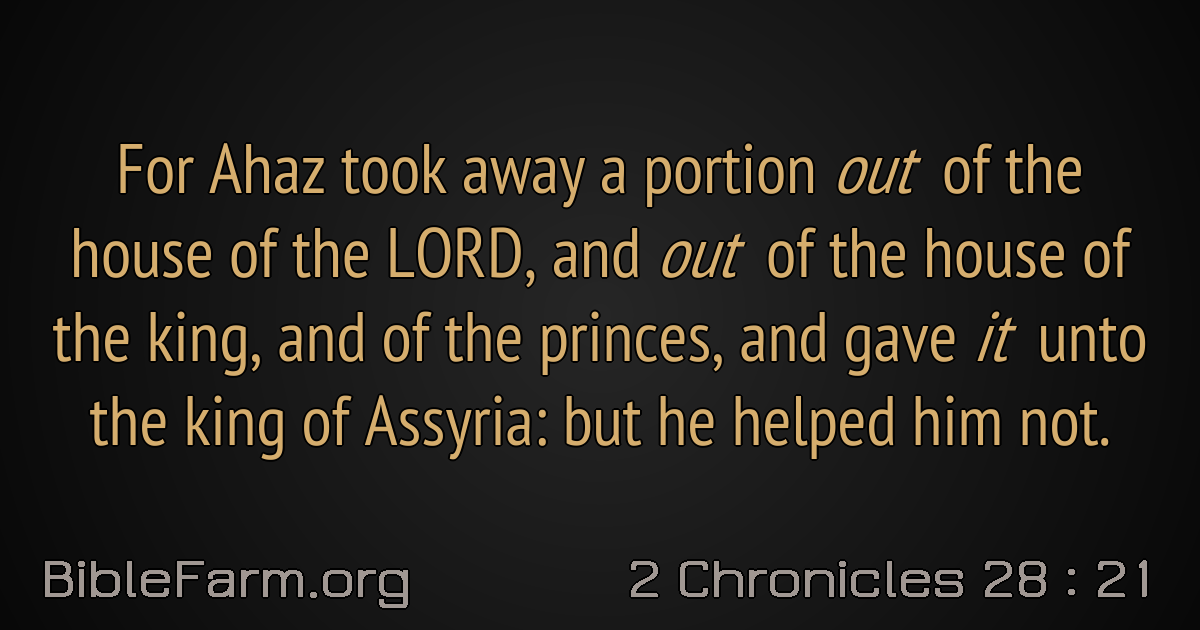 For Ahaz took away a portion out of the
house of the LORD, and out of the house of
the king, and of the princes, and gave it unto
the king of Assyria: but he helped him not.
BibleFarm.org
2 Chronicles 28 : 21